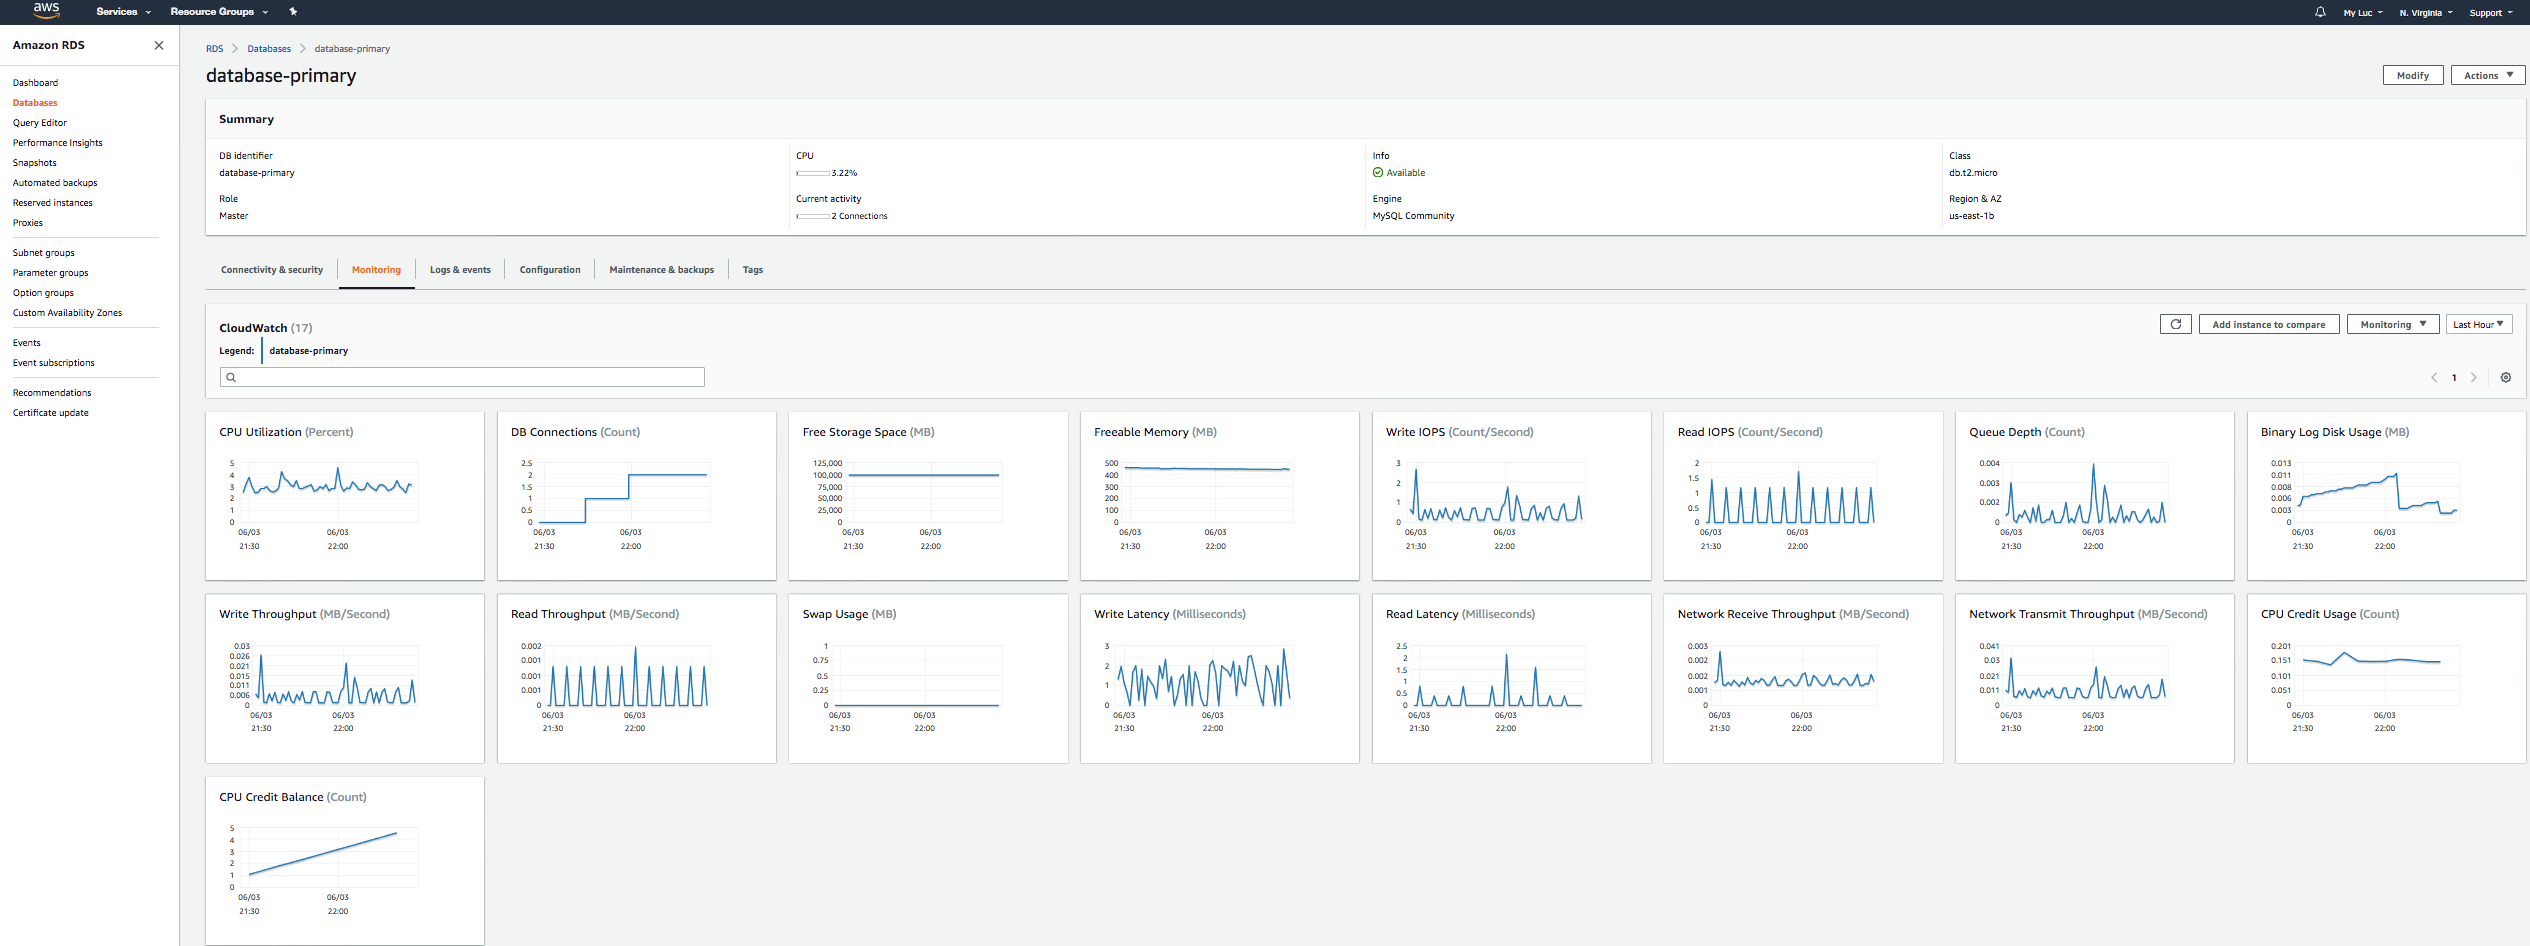 aws Services Resource Groups My Luc N. Virginia Support
Amazon RDS
Dashboard
Databases
Query Editor
Performance Insights
Snapshots
Automated backups
Reserved instances
Proxies
Subnet groups
Parameter groups
Option groups
Custom Availability Zones
Events
Event subscriptions
Recommendations
Certificate update
RDS Databases database-primary
database-primary
Modify Actions
Summary
DB identifier
database-primary
Role
Master
CPU
3.22%
Current activity
2 Connections
Info
Available
Engine
MySQL Community
Class
db.t2.micro
Region & AZ
us-east-1b
Connectivity & security Monitoring Logs & events Configuration Maintenance & backups Tags
CloudWatch (17)
Add instance to compare Monitoring Last Hour
Legend: database-primary
1
CPU Utilization (Percent)
5
4
3
2
1
0
06/03 06/03
21:30 22:00
DB Connections (Count)
2.5
2
1.5
1
0.5
0
06/03 06/03
21:30 22:00
Free Storage Space (MB)
125,000
100,000
75,000
50,000
25,000
0
06/03 06/03
21:30 22:00
Freeable Memory (MB)
500
400
300
200
100
0
06/03 06/03
21:30 22:00
Write IOPS (Count/Second)
3
2
1
0
06/03 06/03
21:30 22:00
Read IOPS (Count/Second)
2
1.5
1
0.5
0
06/03 06/03
21:30 22:00
Queue Depth (Count)
0.004
0.003
0.002
0
06/03 06/03
21:30 22:00
Binary Log Disk Usage (MB)
0.013
0.011
0.008
0.006
0.003
0
06/03 06/03
21:30 22:00
Write Throughput (MB/Second)
0.03
0.026
0.021
0.015
0.011
0.006
0
06/03 06/03
21:30 22:00
Read Throughput (MB/Second)
0.002
0.001
0.001
0.001
0
06/03 06/03
21:30 22:00
Swap Usage (MB)
1
0.75
0.5
0.25
0
06/03 06/03
21:30 22:00
Write Latency (Milliseconds)
3
2
1
0
06/03 06/03
21:30 22:00
Read Latency (Milliseconds)
2.5
2
1.5
1
0.5
0
06/03 06/03
21:30 22:00
Network Receive Throughput (MB/Second)
0.003
0.002
0.002
0.001
0
06/03 06/03
21:30 22:00
Network Transmit Throughput (MB/Second)
0.041
0.03
0.021
0.011
0
06/03 06/03
21:30 22:00
CPU Credit Usage (Count)
0.201
0.151
0.101
0.051
0
06/03 06/03
21:30 22:00
CPU Credit Balance (Count)
5
4
3
2
1
0
06/03 06/03
21:30 22:00